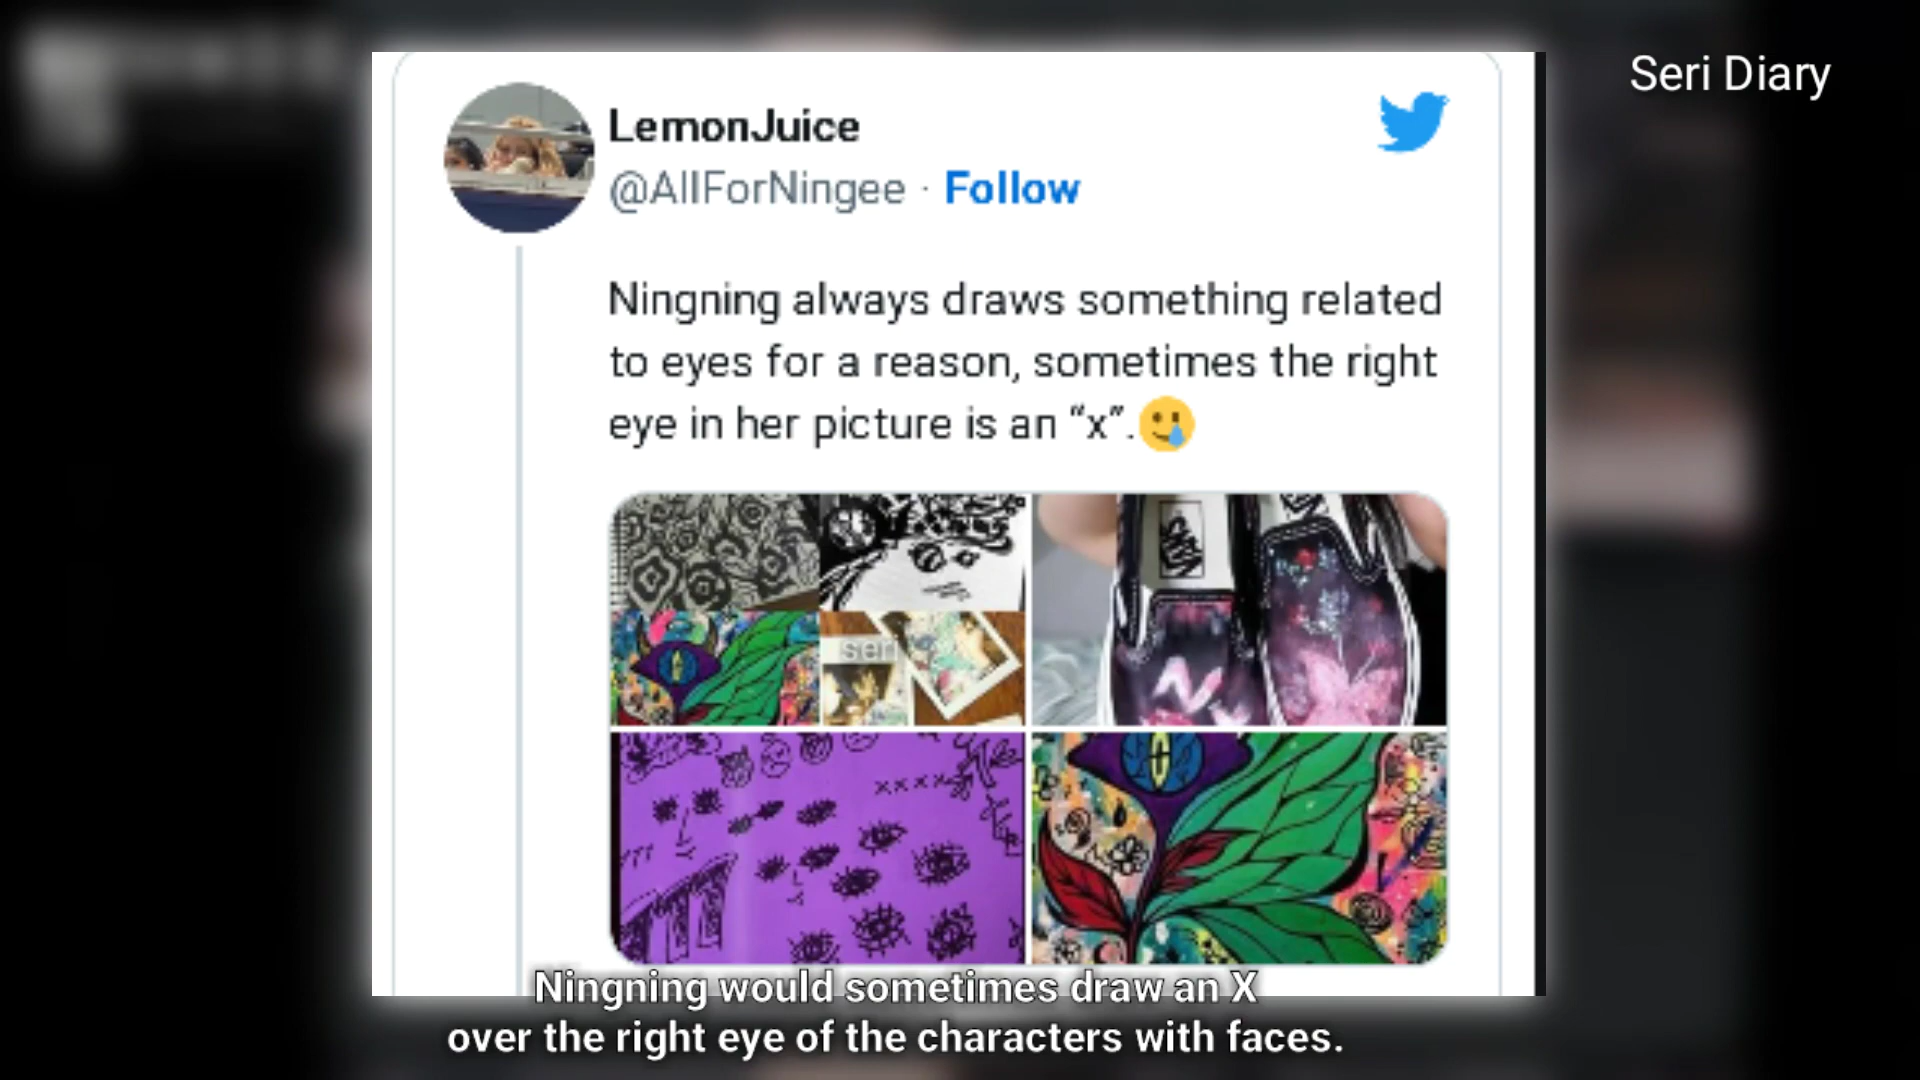 Seri Diary
LemonJuice
@AllForNingee · Follow
Ningning always draws something related
to eyes for a reason, sometimes the right
eye in her picture is an “x”.🥲
seri
N
xxxx
Ningning would sometimes draw an X
over the right eye of the characters with faces.